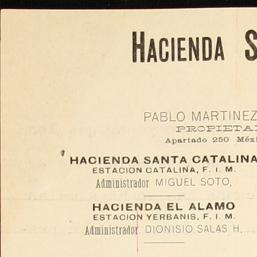 HACIENDA S
PABLO MARTINEZ
PROPIETA
Apartado 250 Méxi
HACIENDA SANTA CATALINA
ESTACION CATALINA, F. I. M.
Administrador MIGUEL SOTO,
HACIENDA EL ALAMO
ESTACION YERBANIS, F. I. M.
Administrador DIONISIO SALAS H,